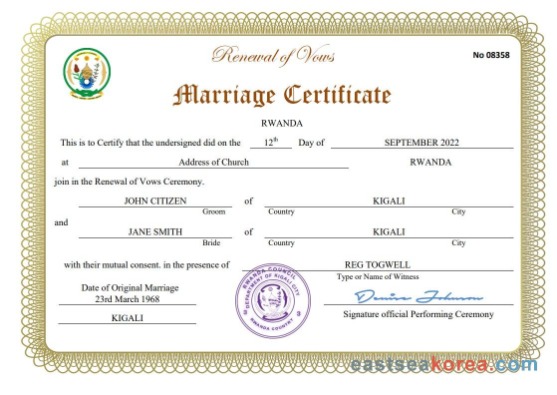 Renewal of Vows
No 08358
Marriage Certificate
RWANDA
This is to Certify that the undersigned did on the 12th Day of SEPTEMBER 2022
at Address of Church RWANDA
join in the Renewal of Vows Ceremony.
JOHN CITIZEN of KIGALI
Groom Country City
and
JANE SMITH of KIGALI
Bride Country City
with their mutual consent. in the presence of REG TOGWELL
Type or Name of Witness
Date of Original Marriage
23rd March 1968
KIGALI
RWANDA COUNCIL
DEPARTMENT OF KIGALI CITY
RWANDA COUNTRY
Denise Johnson
Signature official Performing Ceremony
eastseakorea.com